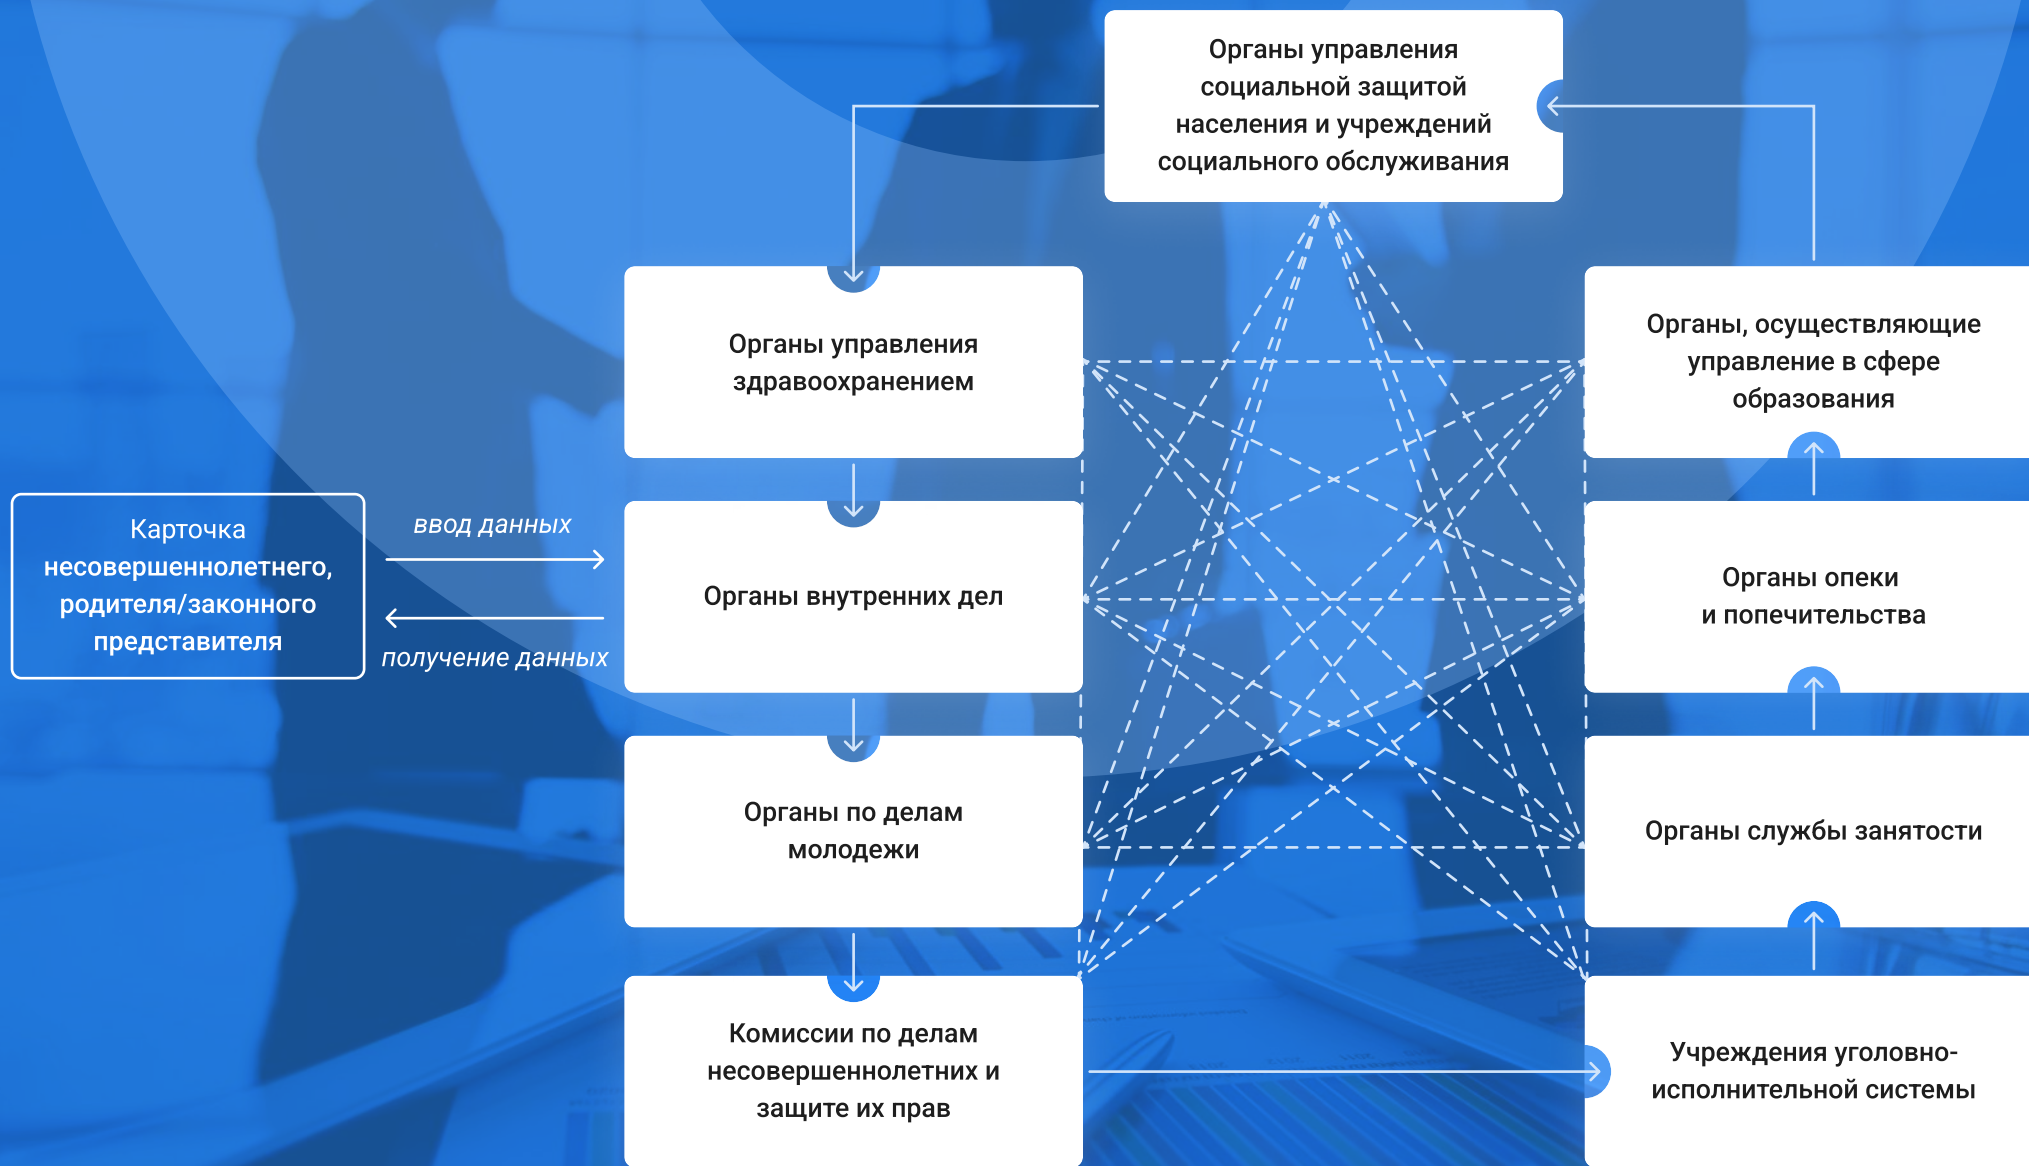 Органы управления
социальной защитой
населения и учреждений
социального обслуживания
Органы управления
здравоохранением
Органы, осуществляющие
управление в сфере
образования
Карточка
несовершеннолетнего,
родителя/законного
представителя
ввод данных
получение данных
Органы внутренних дел
Органы опеки
и попечительства
Органы по делам
молодежи
Органы службы занятости
Комиссии по делам
несовершеннолетних и
защите их прав
Учреждения уголовно-
исполнительной системы